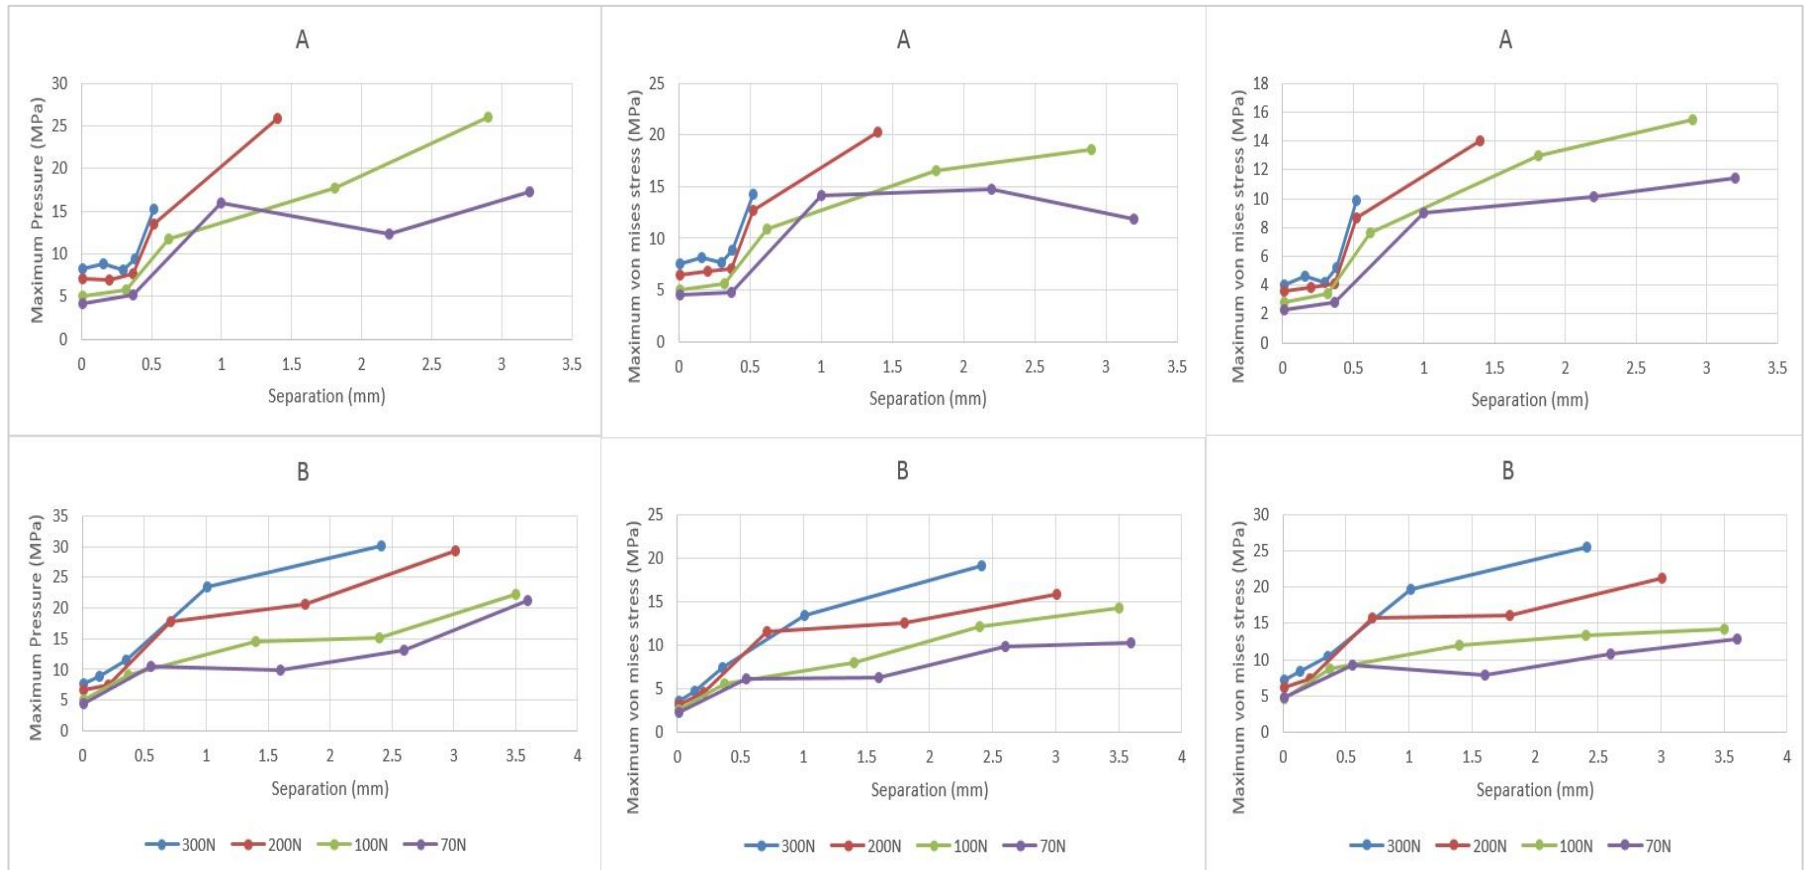 A
Maximum Pressure (MPa)
30
25
20
15
10
5
0
0 0.5 1 1.5 2 2.5 3 3.5
Separation (mm)
A
Maximum von mises stress (MPa)
25
20
15
10
5
0
0 0.5 1 1.5 2 2.5 3 3.5
Separation (mm)
A
Maximum von mises stress (MPa)
18
16
14
12
10
8
6
4
2
0
0 0.5 1 1.5 2 2.5 3 3.5
Separation (mm)
B
Maximum Pressure (MPa)
35
30
25
20
15
10
5
0
0 0.5 1 1.5 2 2.5 3 3.5 4
Separation (mm)
300N 200N 100N 70N
B
Maximum von mises stress (MPa)
25
20
15
10
5
0
0 0.5 1 1.5 2 2.5 3 3.5 4
Separation (mm)
300N 200N 100N 70N
B
Maximum von mises stress (MPa)
30
25
20
15
10
5
0
0 0.5 1 1.5 2 2.5 3 3.5 4
Separation (mm)
300N 200N 100N 70N